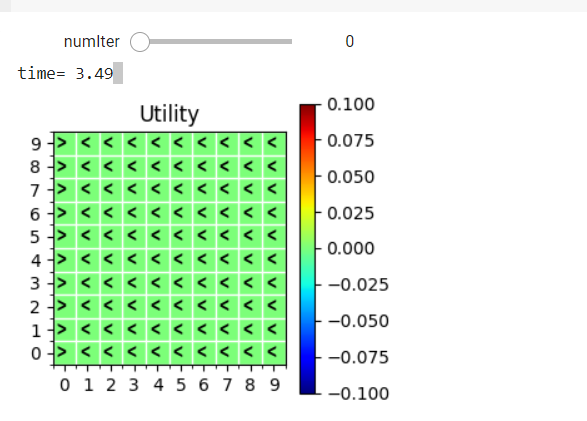 numIter 0
time= 3.49
Utility
9 > < < < < < < < < <
8 > < < < < < < < < <
7 > < < < < < < < < <
6 > < < < < < < < < <
5 > < < < < < < < < <
4 > < < < < < < < < <
3 > < < < < < < < < <
2 > < < < < < < < < <
1 > < < < < < < < < <
0 > < < < < < < < < <
0 1 2 3 4 5 6 7 8 9
0.100
0.075
0.050
0.025
0.000
−0.025
−0.050
−0.075
−0.100